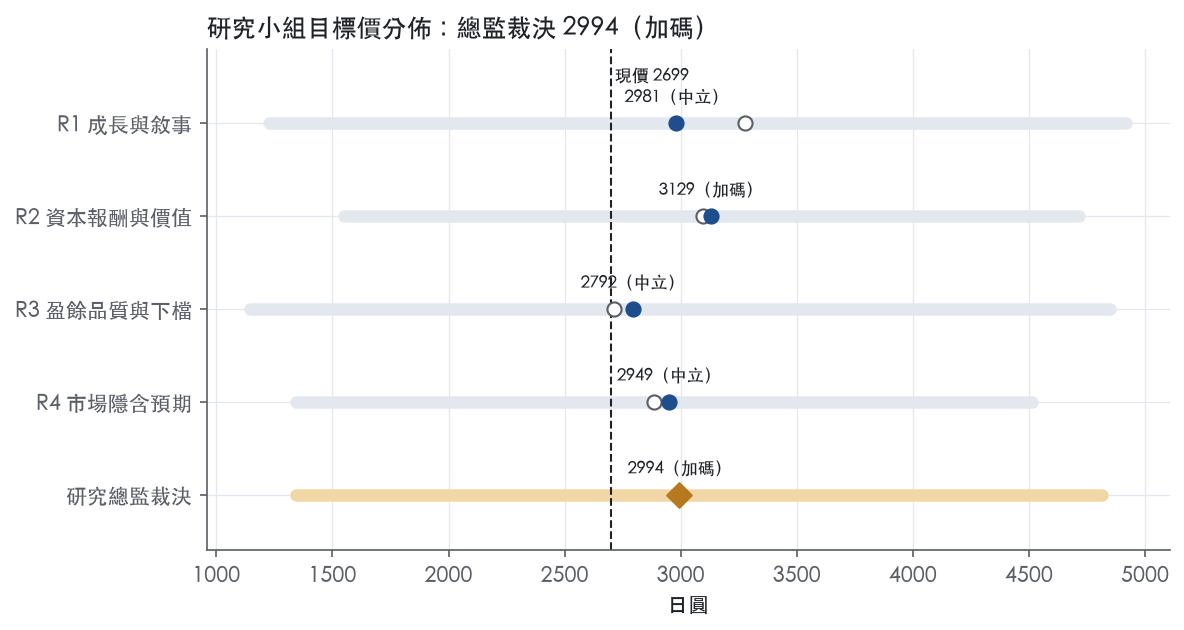 研究小組目標價分佈：總監裁決 2994（加碼）
現價 2699
2981（中立）
R1 成長與敘事
3129（加碼）
R2 資本報酬與價值
2792（中立）
R3 盈餘品質與下檔
2949（中立）
R4 市場隱含預期
2994（加碼）
研究總監裁決
1000 1500 2000 2500 3000 3500 4000 4500 5000
日圓